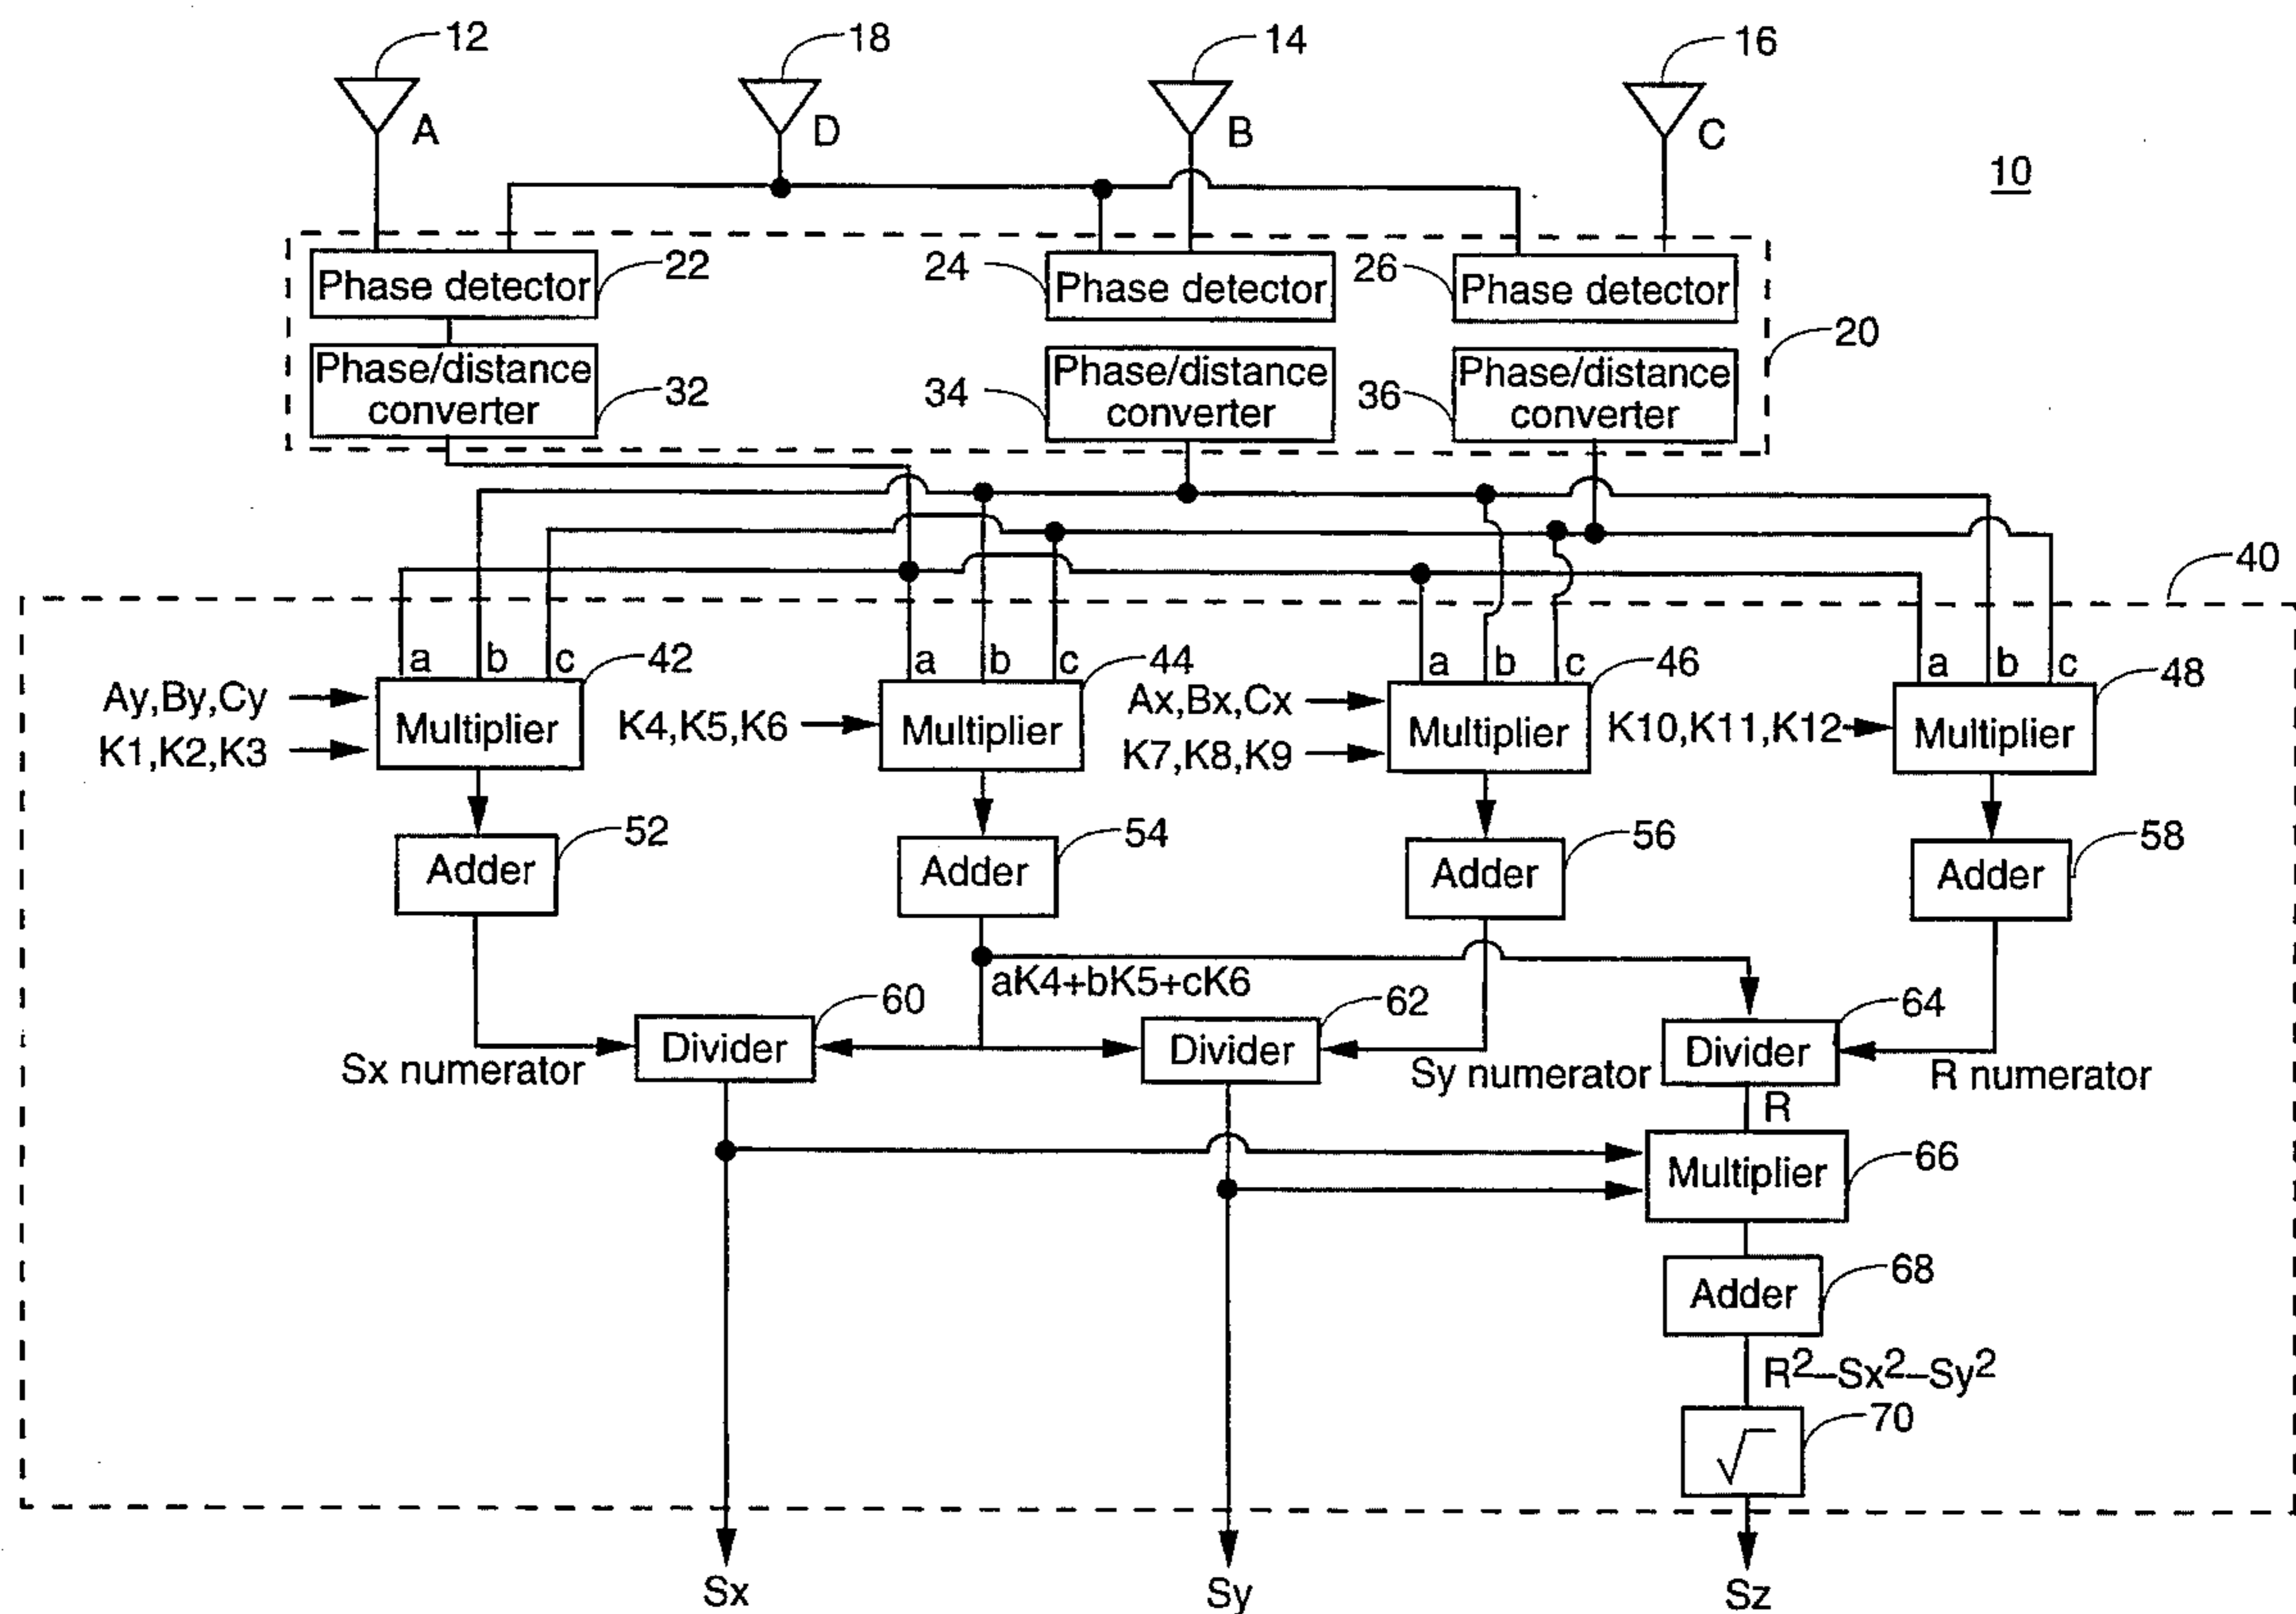 12
18
14
16
A
D
B
C
10
Phase detector
22
24
Phase detector
26
Phase detector
20
Phase/distance
converter
32
34
Phase/distance
converter
36
Phase/distance
converter
40
a
b
c
42
a
b
c
44
a
b
c
46
a
b
c
48
Ay,By,Cy
K1,K2,K3
Multiplier
K4,K5,K6
Multiplier
Ax,Bx,Cx
K7,K8,K9
Multiplier
K10,K11,K12
Multiplier
Adder
52
Adder
54
Adder
56
Adder
58
aK4+bK5+cK6
60
62
64
Divider
Divider
Divider
Sx numerator
Sy numerator
R numerator
R
Multiplier
66
Adder
68
R²–Sx²–Sy²
70
√
Sx
Sy
Sz